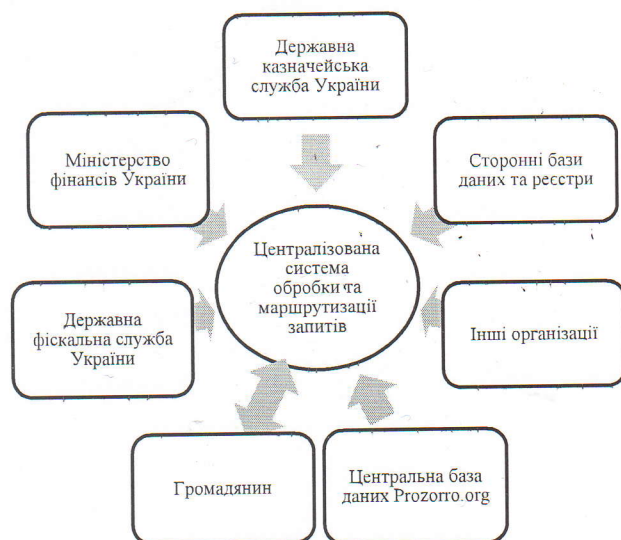 Державна
казначейська
служба України
Міністерство
фінансів України
Сторонні бази
даних та реєстри
Централізована
система
обробки та
маршрутизації
запитів
Державна
фіскальна служба
України
Інші організації
Громадянин
Центральна база
даних Prozorro.org